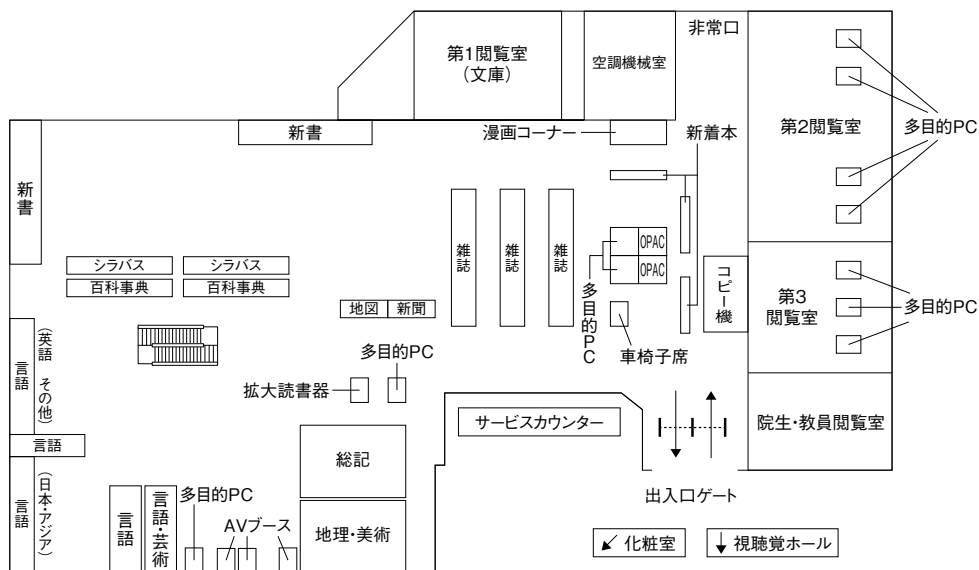 非常口
第1閲覧室
(文庫)
空調機械室
新書
漫画コーナー
新着本
第2閲覧室
多目的PC
新書
シラバス
シラバス
百科事典
百科事典
雑誌
雑誌
雑誌
OPAC
OPAC
多目的PC
コピー機
第3
閲覧室
多目的PC
地図
新聞
車椅子席
多目的PC
拡大読書器
言語
(英語 その他)
言語
言語
(日本・アジア)
サービスカウンター
院生・教員閲覧室
総記
出入口ゲート
言語
言語・芸術
多目的PC
AVブース
地理・美術
化粧室
視聴覚ホール